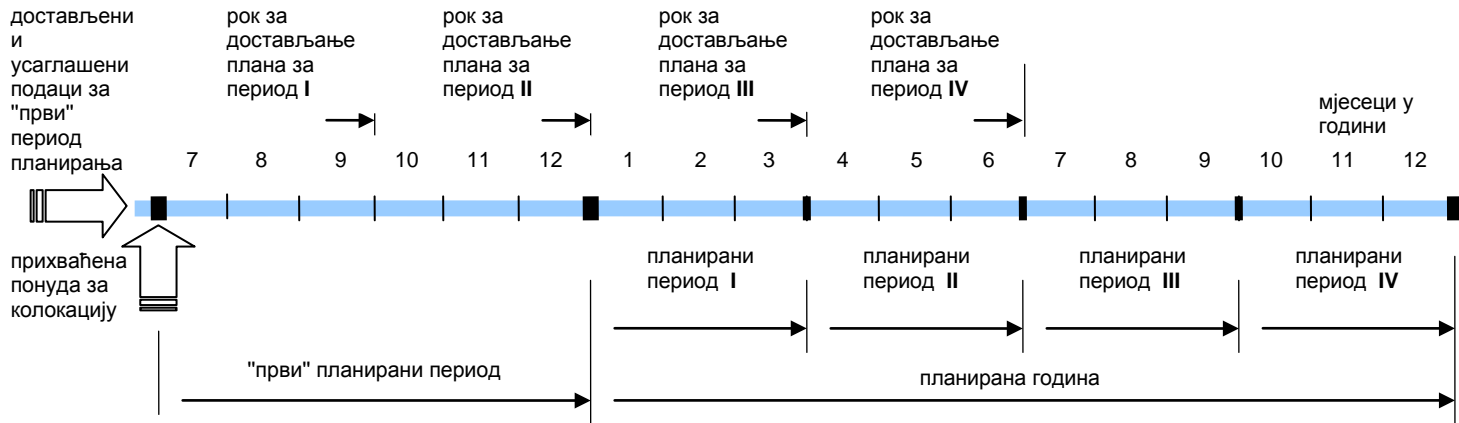 достављени
и
усаглашени
подаци за
"први"
период
планирања
рок за
достављање
плана за
период I
рок за
достављање
плана за
период II
рок за
достављање
плана за
период III
рок за
достављање
плана за
период IV
мјесеци у
години
7 8 9 10 11 12 1 2 3 4 5 6 7 8 9 10 11 12
прихваћена
понуда за
колокацију
планирани
период I
планирани
период II
планирани
период III
планирани
период IV
"први" планирани период
планирана година